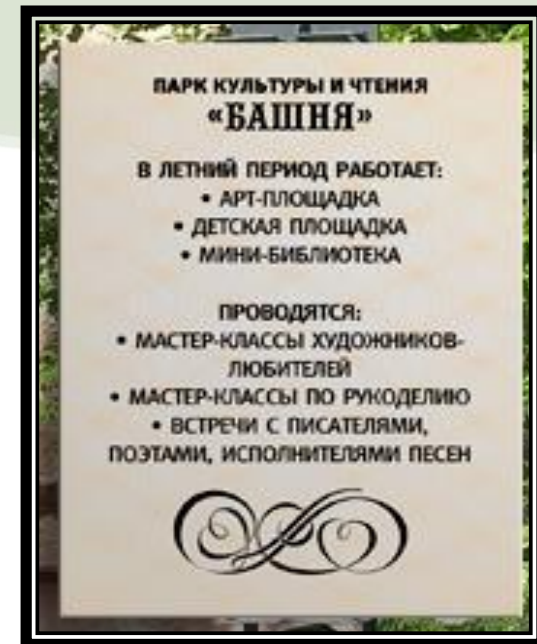 ПАРК КУЛЬТУРЫ И ЧТЕНИЯ
«БАШНЯ»
В ЛЕТНИЙ ПЕРИОД РАБОТАЕТ:
• АРТ-ПЛОЩАДКА
• ДЕТСКАЯ ПЛОЩАДКА
• МИНИ-БИБЛИОТЕКА
ПРОВОДЯТСЯ:
• МАСТЕР-КЛАССЫ ХУДОЖНИКОВ-
ЛЮБИТЕЛЕЙ
• МАСТЕР-КЛАССЫ ПО РУКОДЕЛИЮ
• ВСТРЕЧИ С ПИСАТЕЛЯМИ,
ПОЭТАМИ, ИСПОЛНИТЕЛЯМИ ПЕСЕН